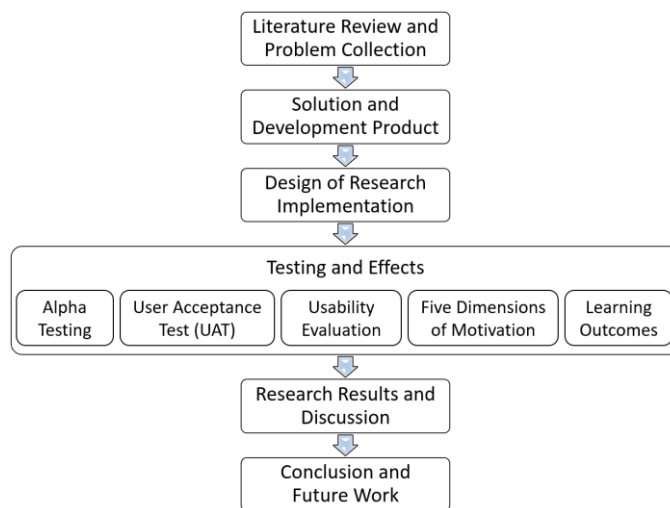 Literature Review and
Problem Collection
Solution and
Development Product
Design of Research
Implementation
Testing and Effects
Alpha
Testing
User Acceptance
Test (UAT)
Usability
Evaluation
Five Dimensions
of Motivation
Learning
Outcomes
Research Results and
Discussion
Conclusion and
Future Work